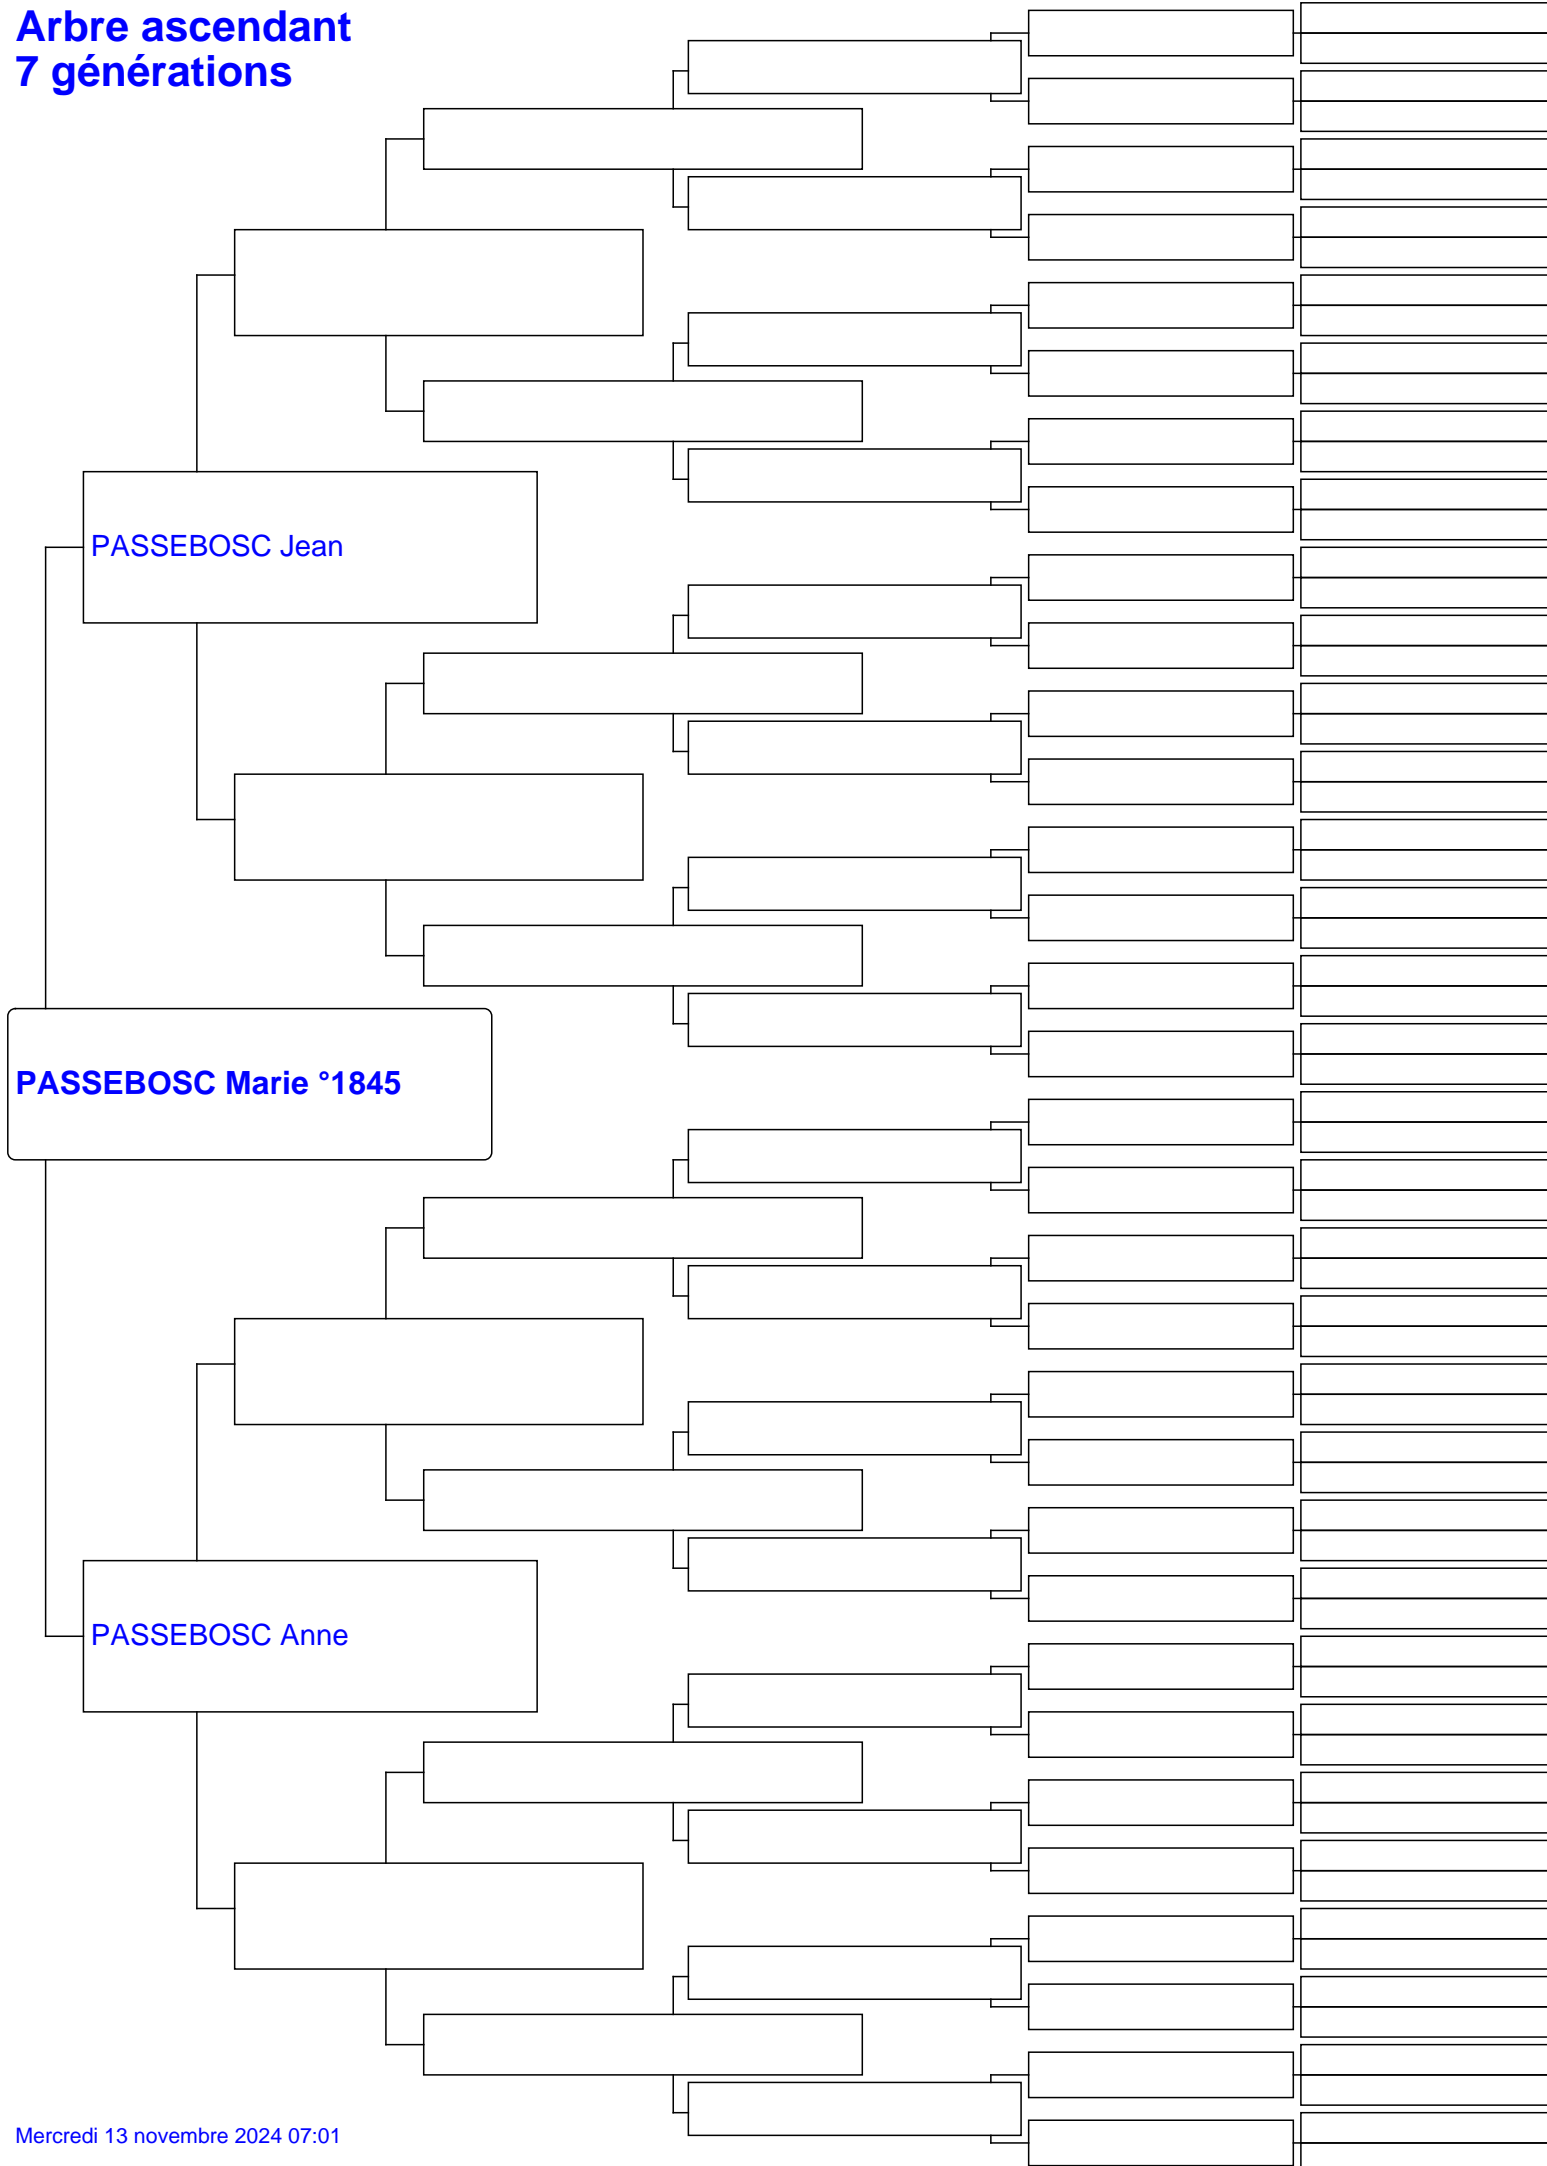 Arbre ascendant
7 générations
PASSEBOSC Jean
PASSEBOSC Marie °1845
PASSEBOSC Anne
Mercredi 13 novembre 2024 07:01